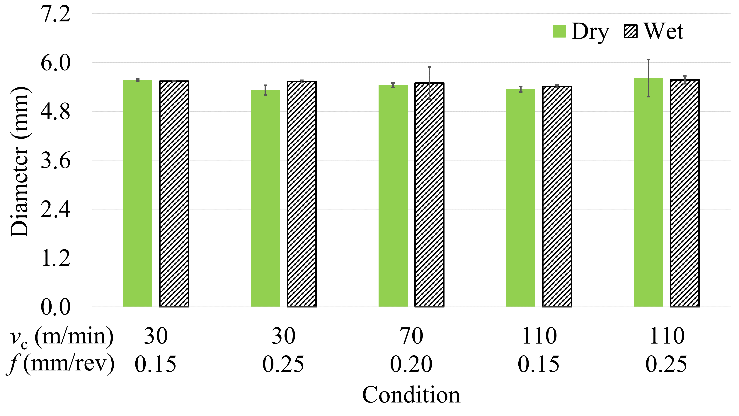 7.2
Dry Wet
6.0
4.8
3.6
2.4
1.2
0.0
Diameter (mm)
vc (m/min) 30 30 70 110 110
f (mm/rev) 0.15 0.25 0.20 0.15 0.25
Condition